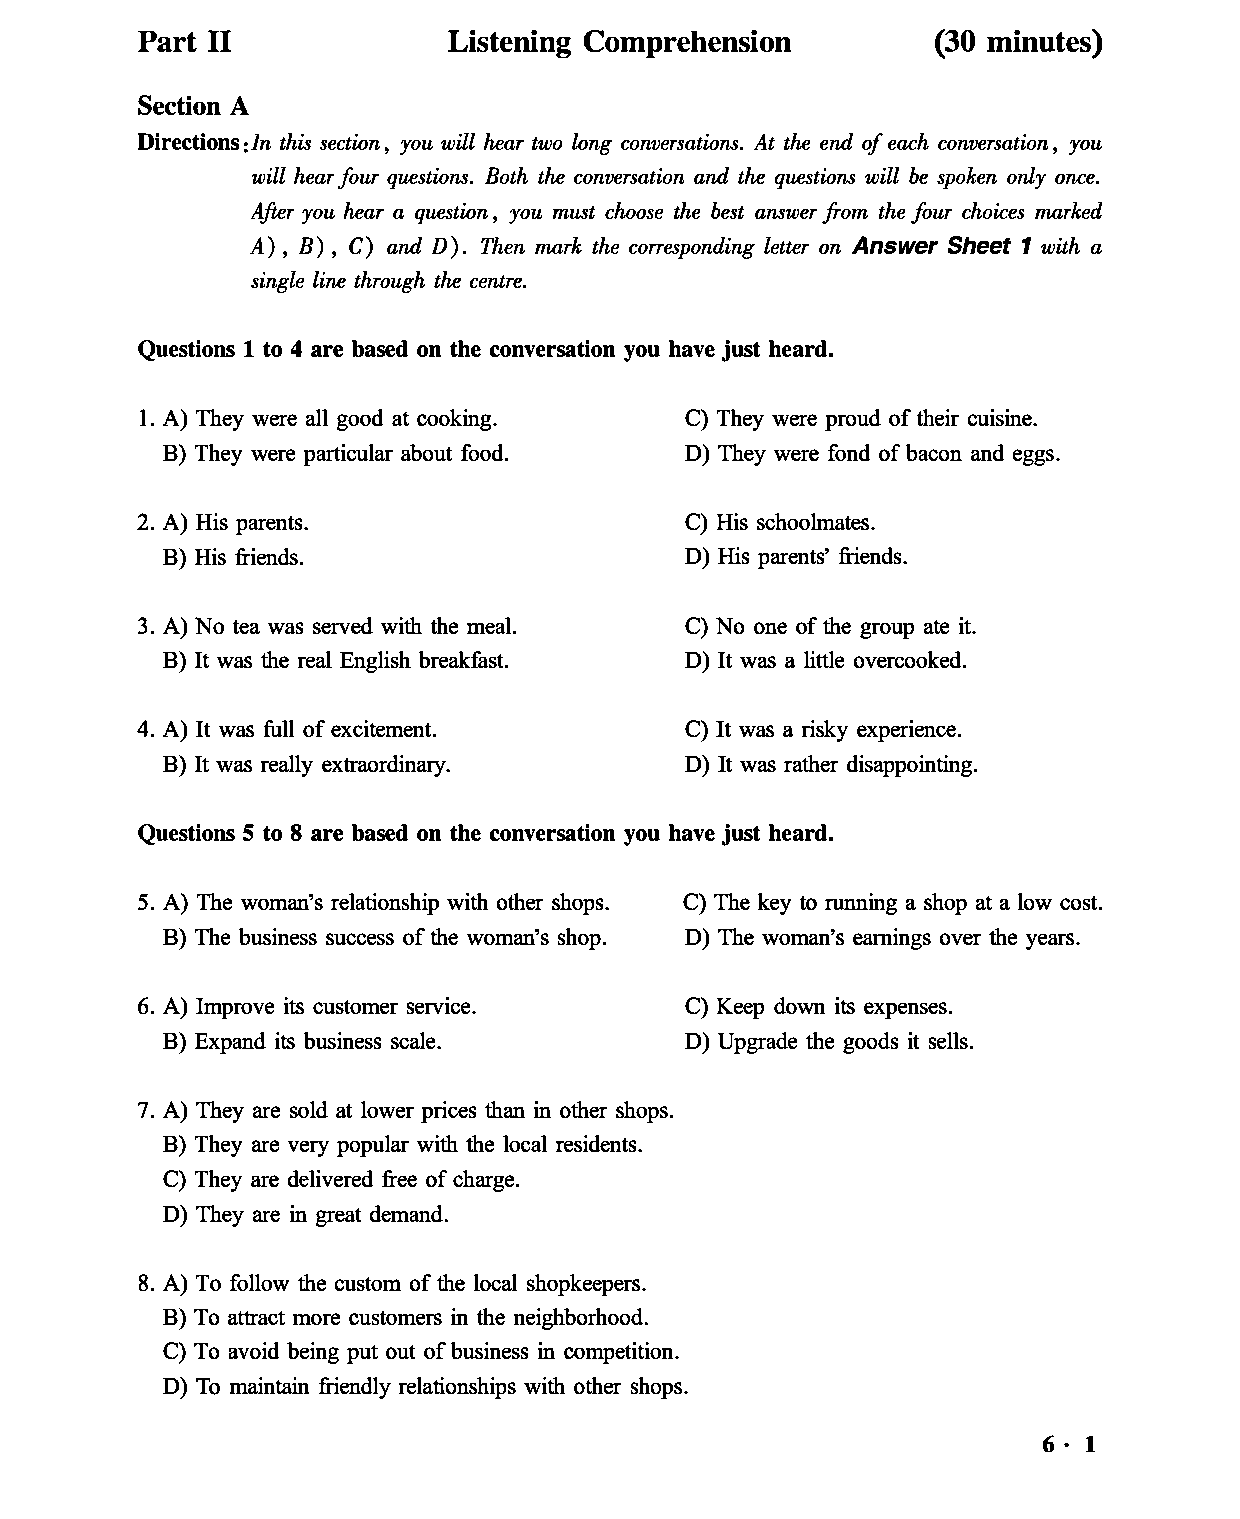 Part II Listening Comprehension (30 minutes)
Section A
Directions: In this section, you will hear two long conversations. At the end of each conversation, you
will hear four questions. Both the conversation and the questions will be spoken only once.
After you hear a question, you must choose the best answer from the four choices marked
A), B), C) and D). Then mark the corresponding letter on Answer Sheet 1 with a
single line through the centre.
Questions 1 to 4 are based on the conversation you have just heard.
1. A) They were all good at cooking. C) They were proud of their cuisine.
B) They were particular about food. D) They were fond of bacon and eggs.
2. A) His parents. C) His schoolmates.
B) His friends. D) His parents' friends.
3. A) No tea was served with the meal. C) No one of the group ate it.
B) It was the real English breakfast. D) It was a little overcooked.
4. A) It was full of excitement. C) It was a risky experience.
B) It was really extraordinary. D) It was rather disappointing.
Questions 5 to 8 are based on the conversation you have just heard.
5. A) The woman's relationship with other shops. C) The key to running a shop at a low cost.
B) The business success of the woman's shop. D) The woman's earnings over the years.
6. A) Improve its customer service. C) Keep down its expenses.
B) Expand its business scale. D) Upgrade the goods it sells.
7. A) They are sold at lower prices than in other shops.
B) They are very popular with the local residents.
C) They are delivered free of charge.
D) They are in great demand.
8. A) To follow the custom of the local shopkeepers.
B) To attract more customers in the neighborhood.
C) To avoid being put out of business in competition.
D) To maintain friendly relationships with other shops.
6 · 1